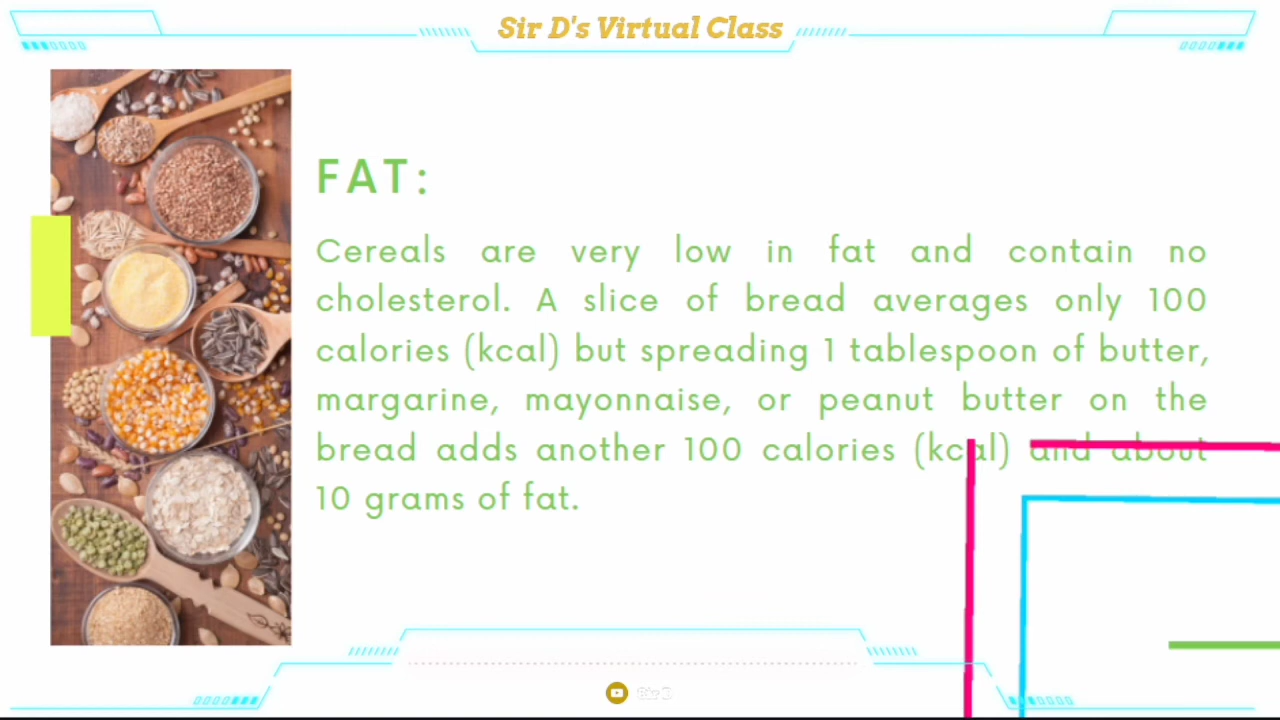 Sir D's Virtual Class
FAT:
Cereals are very low in fat and contain no
cholesterol. A slice of bread averages only 100
calories (kcal) but spreading 1 tablespoon of butter,
margarine, mayonnaise, or peanut butter on the
bread adds another 100 calories (kcal) and about
10 grams of fat.